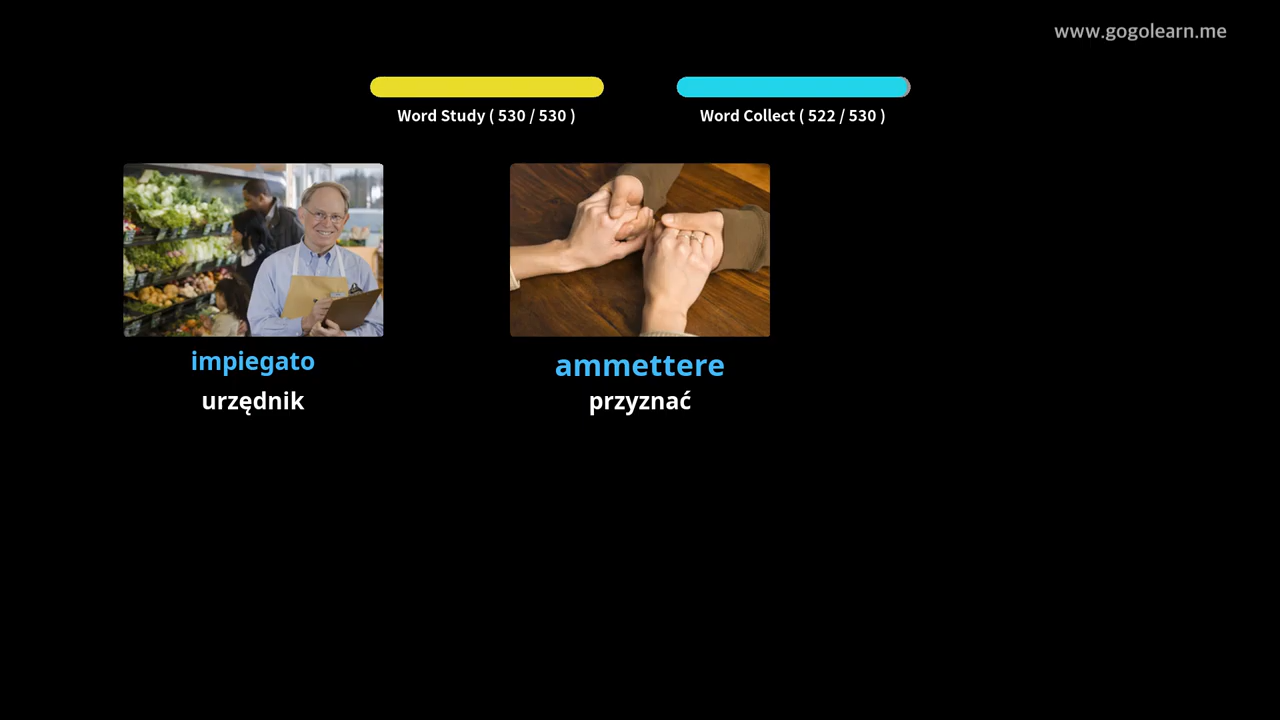 www.gogolearn.me
Word Study ( 530 / 530 )
Word Collect ( 522 / 530 )
impiegato
urzędnik
ammettere
przyznać